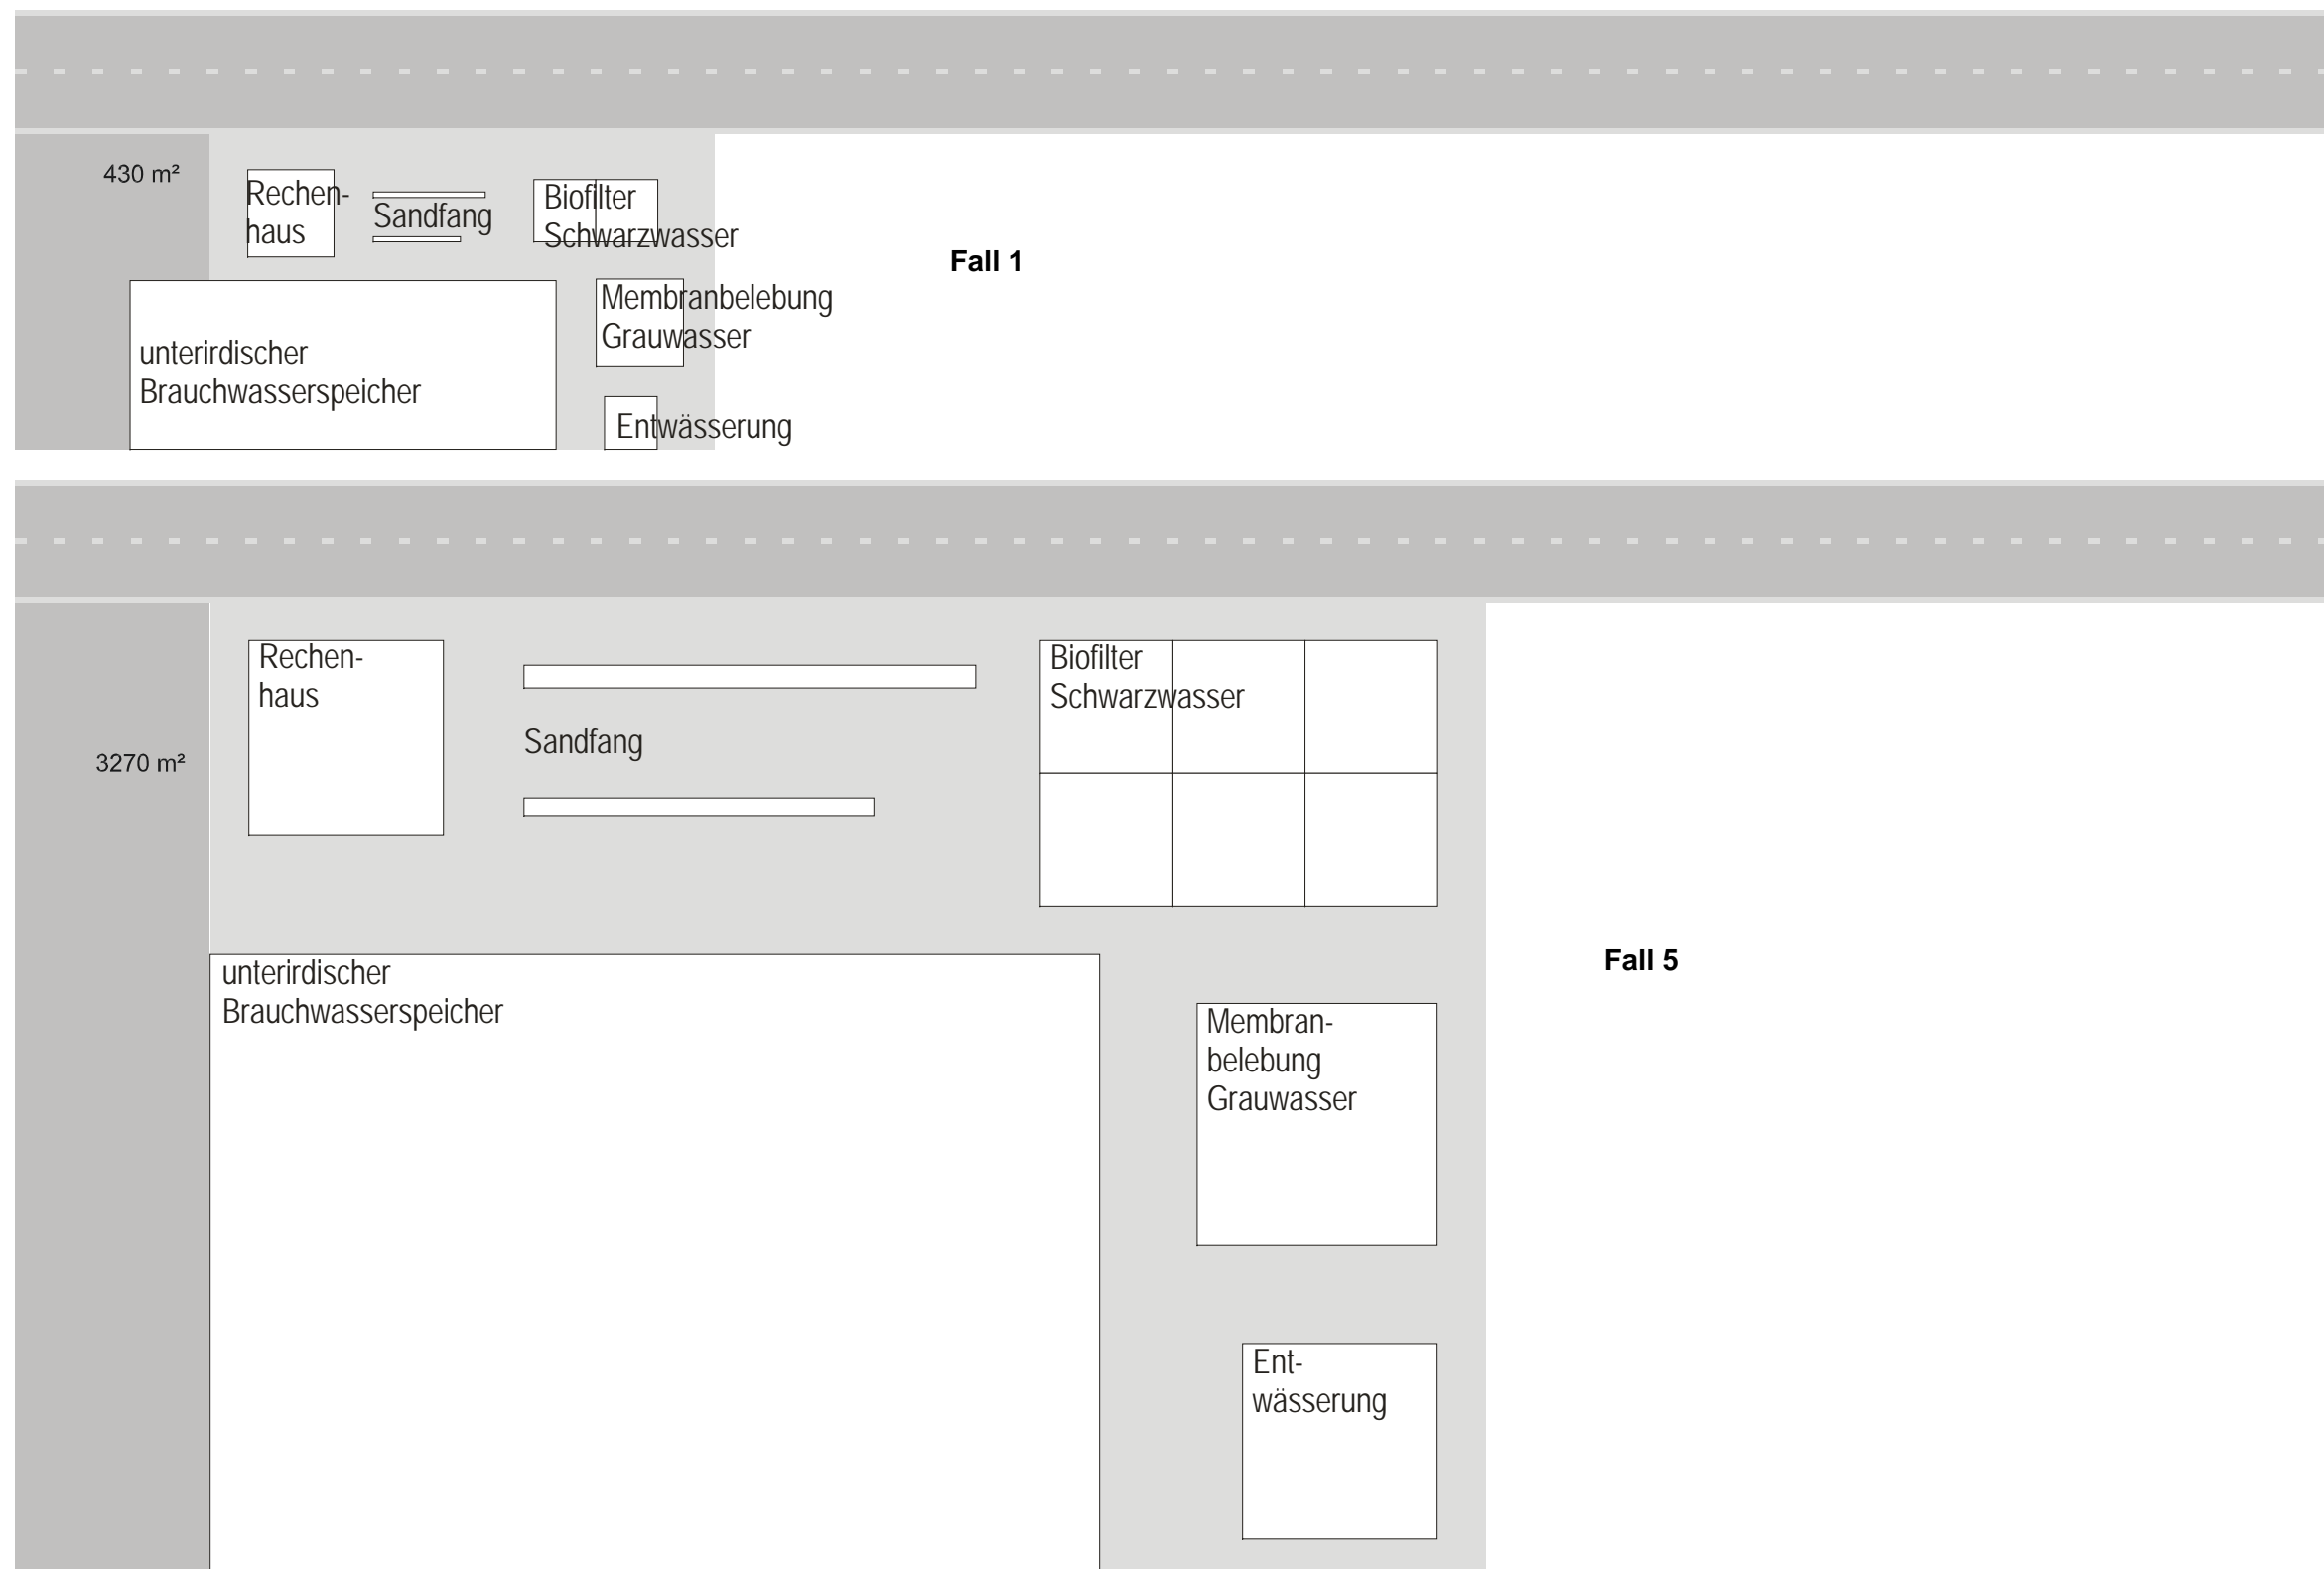 430 m²
Rechen-
haus
Sandfang
Biofilter
Schwarzwasser
Fall 1
Membranbelebung
Grauwasser
unterirdischer
Brauchwasserspeicher
Entwässerung
Rechen-
haus
Biofilter
Schwarzwasser
Sandfang
3270 m²
Fall 5
unterirdischer
Brauchwasserspeicher
Membran-
belebung
Grauwasser
Ent-
wässerung